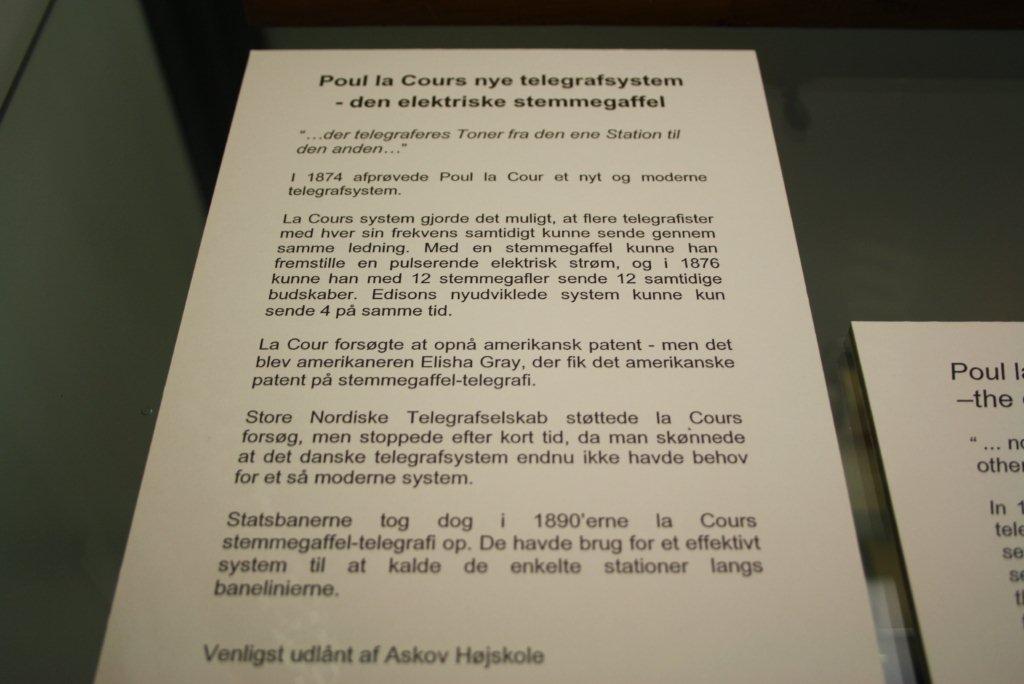 Poul la Cours nye telegrafsystem
- den elektriske stemmegaffel
"...der telegraferes Toner fra den ene Station til
den anden..."
I 1874 afprøvede Poul la Cour et nyt og moderne
telegrafsystem.
La Cours system gjorde det muligt, at flere telegrafister
med hver sin frekvens samtidigt kunne sende gennem
samme ledning. Med en stemmegaffel kunne han
fremstille en pulserende elektrisk strøm, og i 1876
kunne han med 12 stemmegafler sende 12 samtidige
budskaber. Edisons nyudviklede system kunne kun
sende 4 på samme tid.
La Cour forsøgte at opnå amerikansk patent - men det
blev amerikaneren Elisha Gray, der fik det amerikanske
patent på stemmegaffel-telegrafi.
Store Nordiske Telegrafselskab støttede la Cours
forsøg, men stoppede efter kort tid, da man skønnede
at det danske telegrafsystem endnu ikke havde behov
for et så moderne system.
Statsbanerne tog dog i 1890'erne la Cours
stemmegaffel-telegrafi op. De havde brug for et effektivt
system til at kalde de enkelte stationer langs
banelinierne.
Venligst udlånt af Askov Højskole
Poul
–the
" ...
In